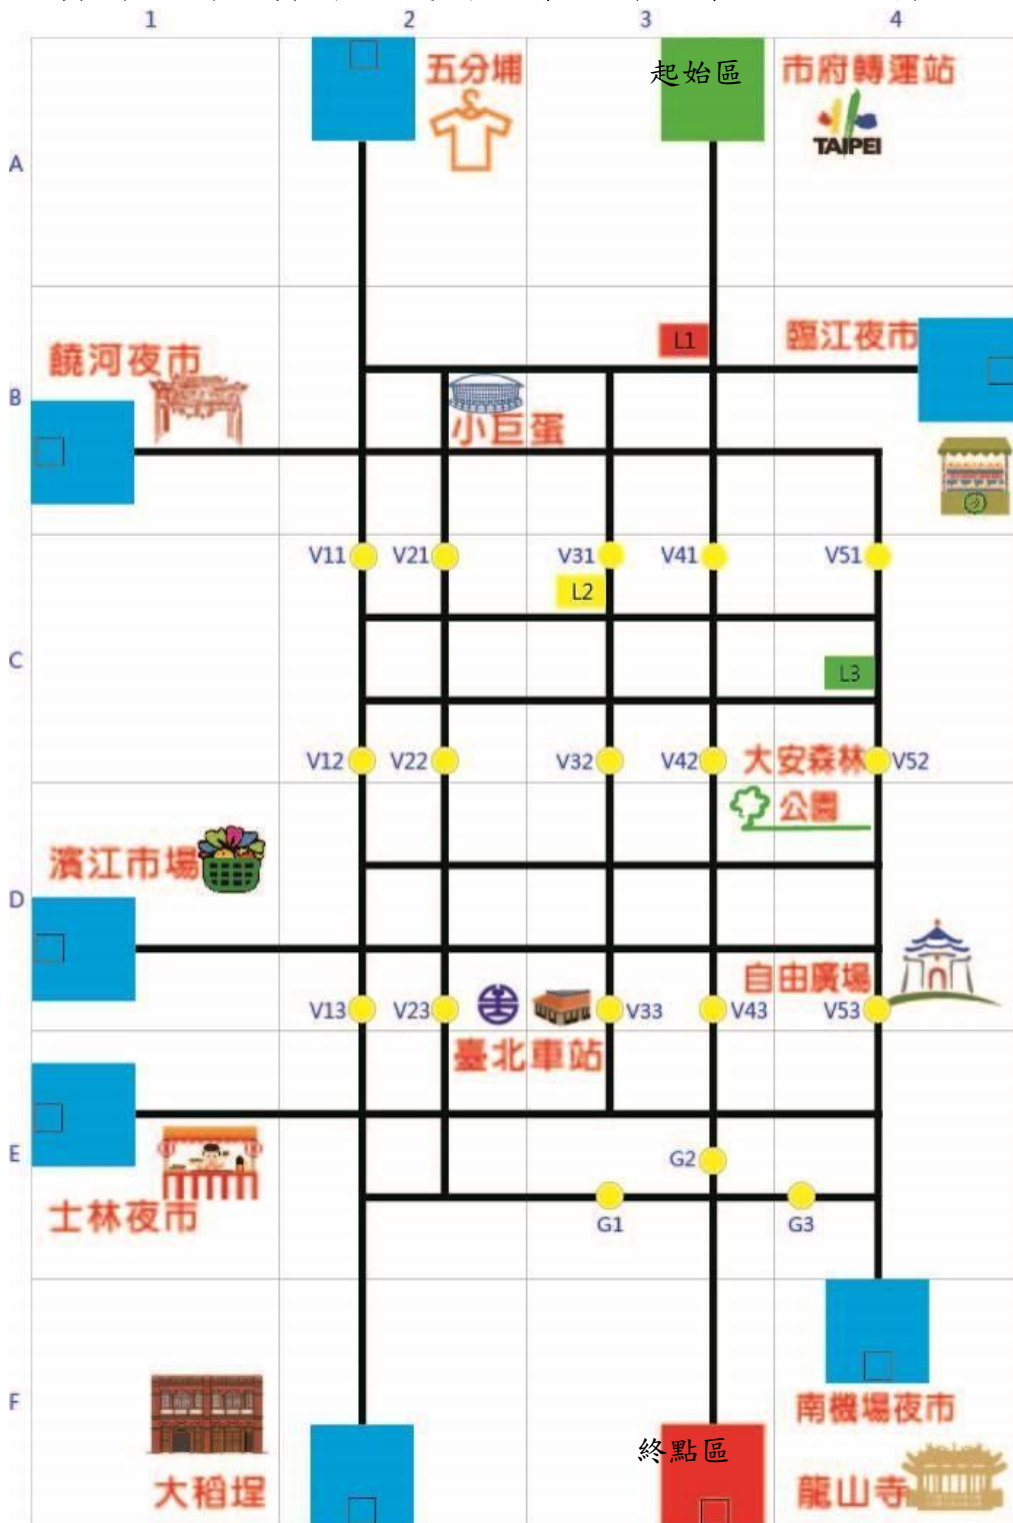 1 2 3 4
五分埔
起始區
市府轉運站
TAIPEI
A
L1
臨江夜市
饒河夜市
B
小巨蛋
V11 V21 V31 V41 V51
L2
C
L3
V12 V22 V32 V42 大安森林 V52
公園
濱江市場
D
自由廣場
V13 V23 V33 V43 V53
臺北車站
E
G2
士林夜市
G1 G3
F
南機場夜市
終點區
大稻埕
龍山寺